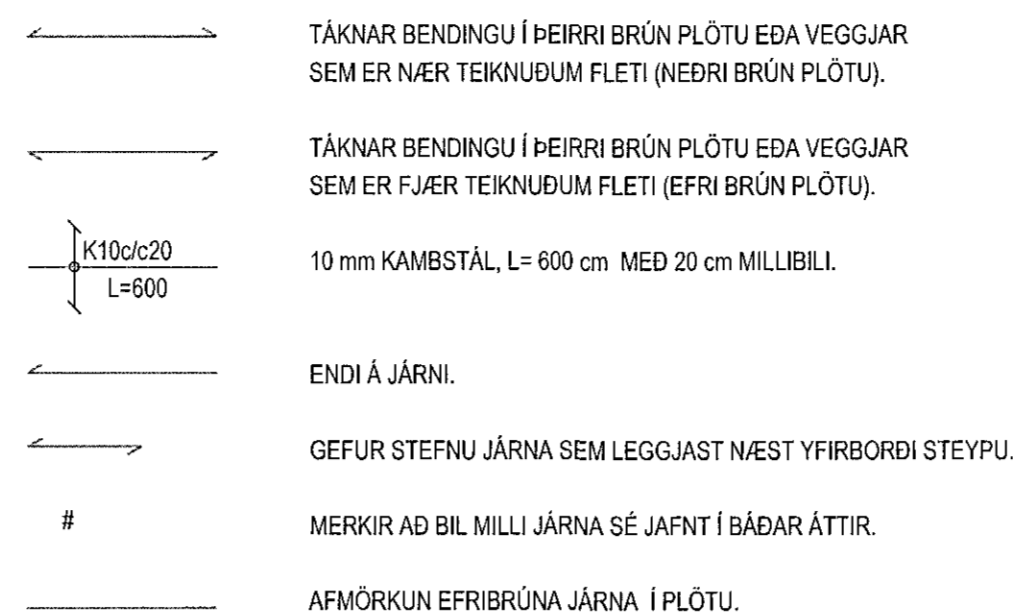 TÁKNAR BENDINGU Í ÞEIRRI BRÚN PLÖTU EÐA VEGGJAR
SEM ER NÆR TEIKNUÐUM FLETI (NEÐRI BRÚN PLÖTU).
TÁKNAR BENDINGU Í ÞEIRRI BRÚN PLÖTU EÐA VEGGJAR
SEM ER FJÆR TEIKNUÐUM FLETI (EFRI BRÚN PLÖTU).
K10c/c20
L=600
10 mm KAMBSTÁL, L= 600 cm MEÐ 20 cm MILLIBILI.
ENDI Á JÁRNI.
GEFUR STEFNU JÁRNA SEM LEGGJAST NÆST YFIRBORÐI STEYPU.
# MERKIR AÐ BIL MILLI JÁRNA SÉ JAFNT Í BÁÐAR ÁTTIR.
AFMÖRKUN EFRIBRÚNA JÁRNA Í PLÖTU.